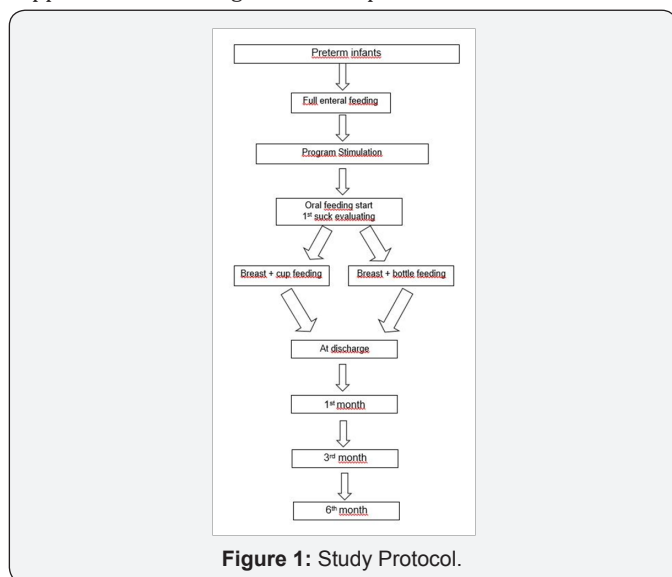 Preterm infants
Full enteral feeding
Program Stimulation
Oral feeding start
1st suck evaluating
Breast + cup feeding
Breast + bottle feeding
At discharge
1st month
3rd month
6th month
Figure 1: Study Protocol.